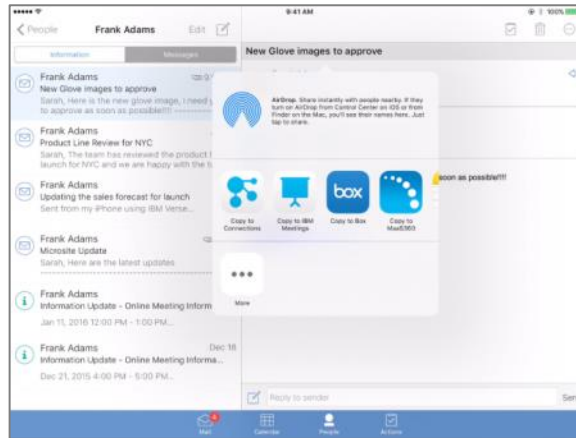 9:41 AM
100%
People
Frank Adams
Edit
Information
Messages
Frank Adams
New Glove images to approve
Sarah, Here is the new glove image, I need
to approve as soon as possible!!!!
Frank Adams
Product Line Review for NYC
Sarah, The team has reviewed the product
launch for NYC and we are happy with the
Frank Adams
Updating the sales forecast for launch
Sent from my iPhone using IBM Verse...
Frank Adams
Microsite Update
Sarah, Here are the latest updates
Frank Adams
Information Update - Online Meeting Inform
Jan 11, 2016 12:00 PM - 1:00 PM...
Frank Adams
Dec 18
Information Update - Online Meeting Informa...
Dec 21, 2015 4:00 PM - 5:00 PM...
New Glove images to approve
AirDrop. Share instantly with people nearby. If they
turn on AirDrop from Control Center on iOS or from
Finder on the Mac, you'll see their names here. Just
tap to share.
soon as possible!!!!
box
Copy to
Connections
Copy to IBM
Meetings
Copy to Box
Copy to
MaaS360
More
Reply to sender
Mail
Calendar
People
Actions